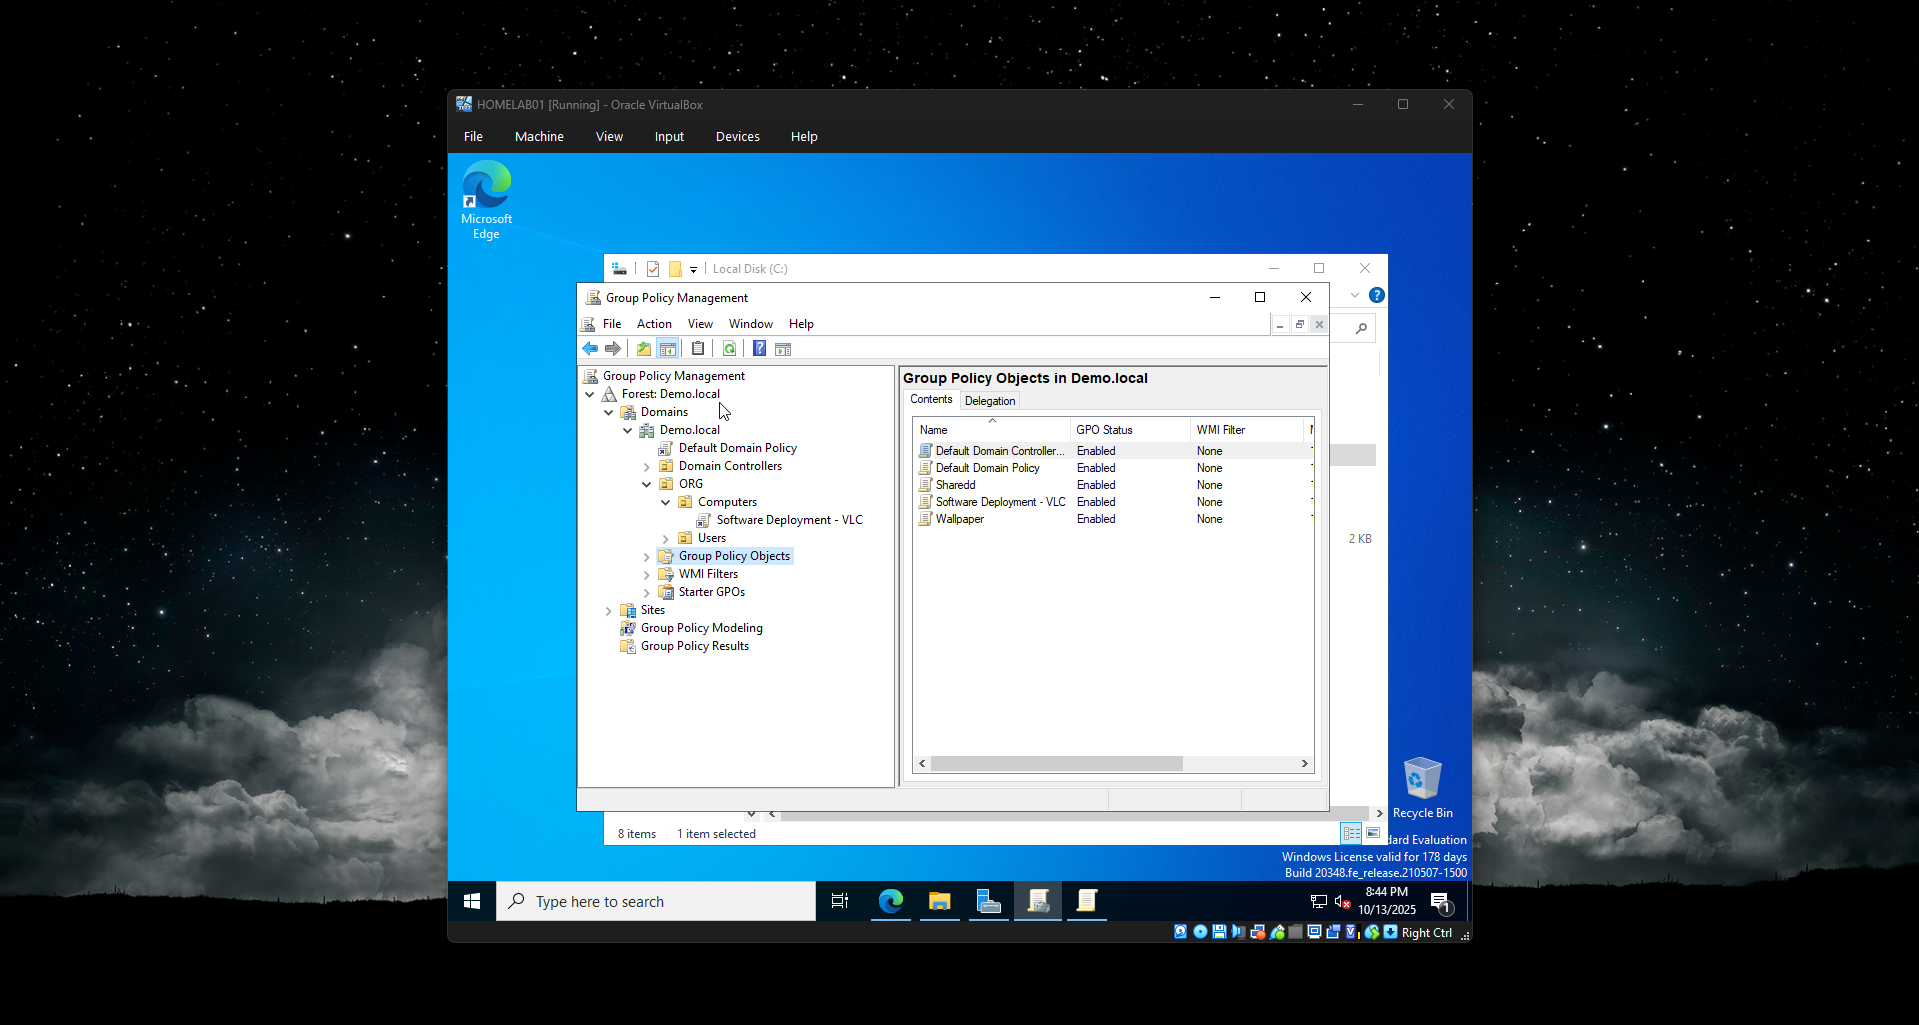 HOMELAB01 [Running] - Oracle VirtualBox
File Machine View Input Devices Help
Microsoft
Edge
Local Disk (C:)
Group Policy Management
File Action View Window Help
Group Policy Management
Forest: Demo.local
Domains
Demo.local
Default Domain Policy
Domain Controllers
ORG
Computers
Software Deployment - VLC
Users
Group Policy Objects
WMI Filters
Starter GPOs
Sites
Group Policy Modeling
Group Policy Results
Group Policy Objects in Demo.local
Contents Delegation
Name GPO Status WMI Filter
Default Domain Controller... Enabled None
Default Domain Policy Enabled None
Sharedd Enabled None
Software Deployment - VLC Enabled None
Wallpaper Enabled None
2 KB
8 items 1 item selected
Recycle Bin
Evaluation
Windows License valid for 178 days
Build 20348.fe_release.210507-1500
Type here to search
8:44 PM
10/13/2025
1
Right Ctrl